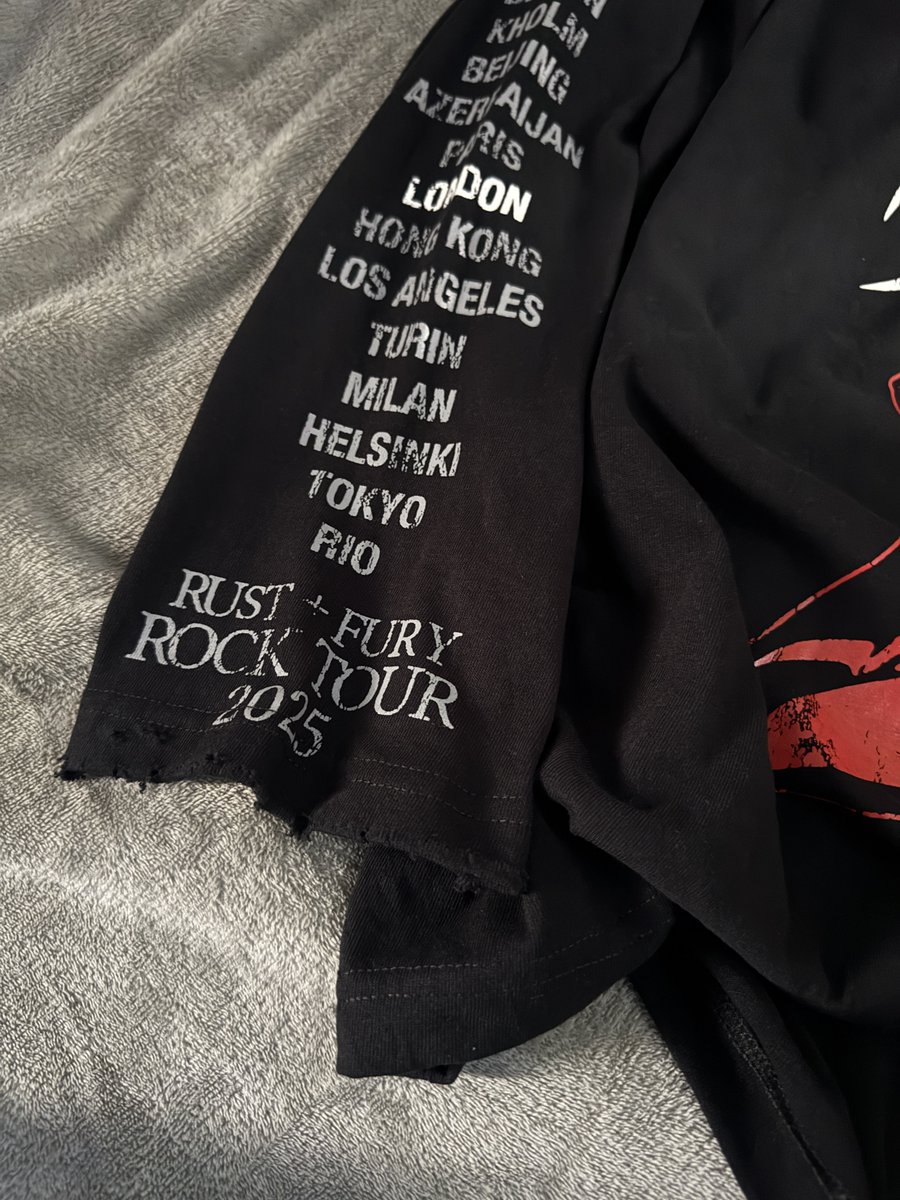 KHOLM
BEIJING
AZERBAIJAN
PARIS
LONDON
HONG KONG
LOS ANGELES
TURIN
MILAN
HELSINKI
TOKYO
RIO
RUST + FURY
ROCK TOUR
2025